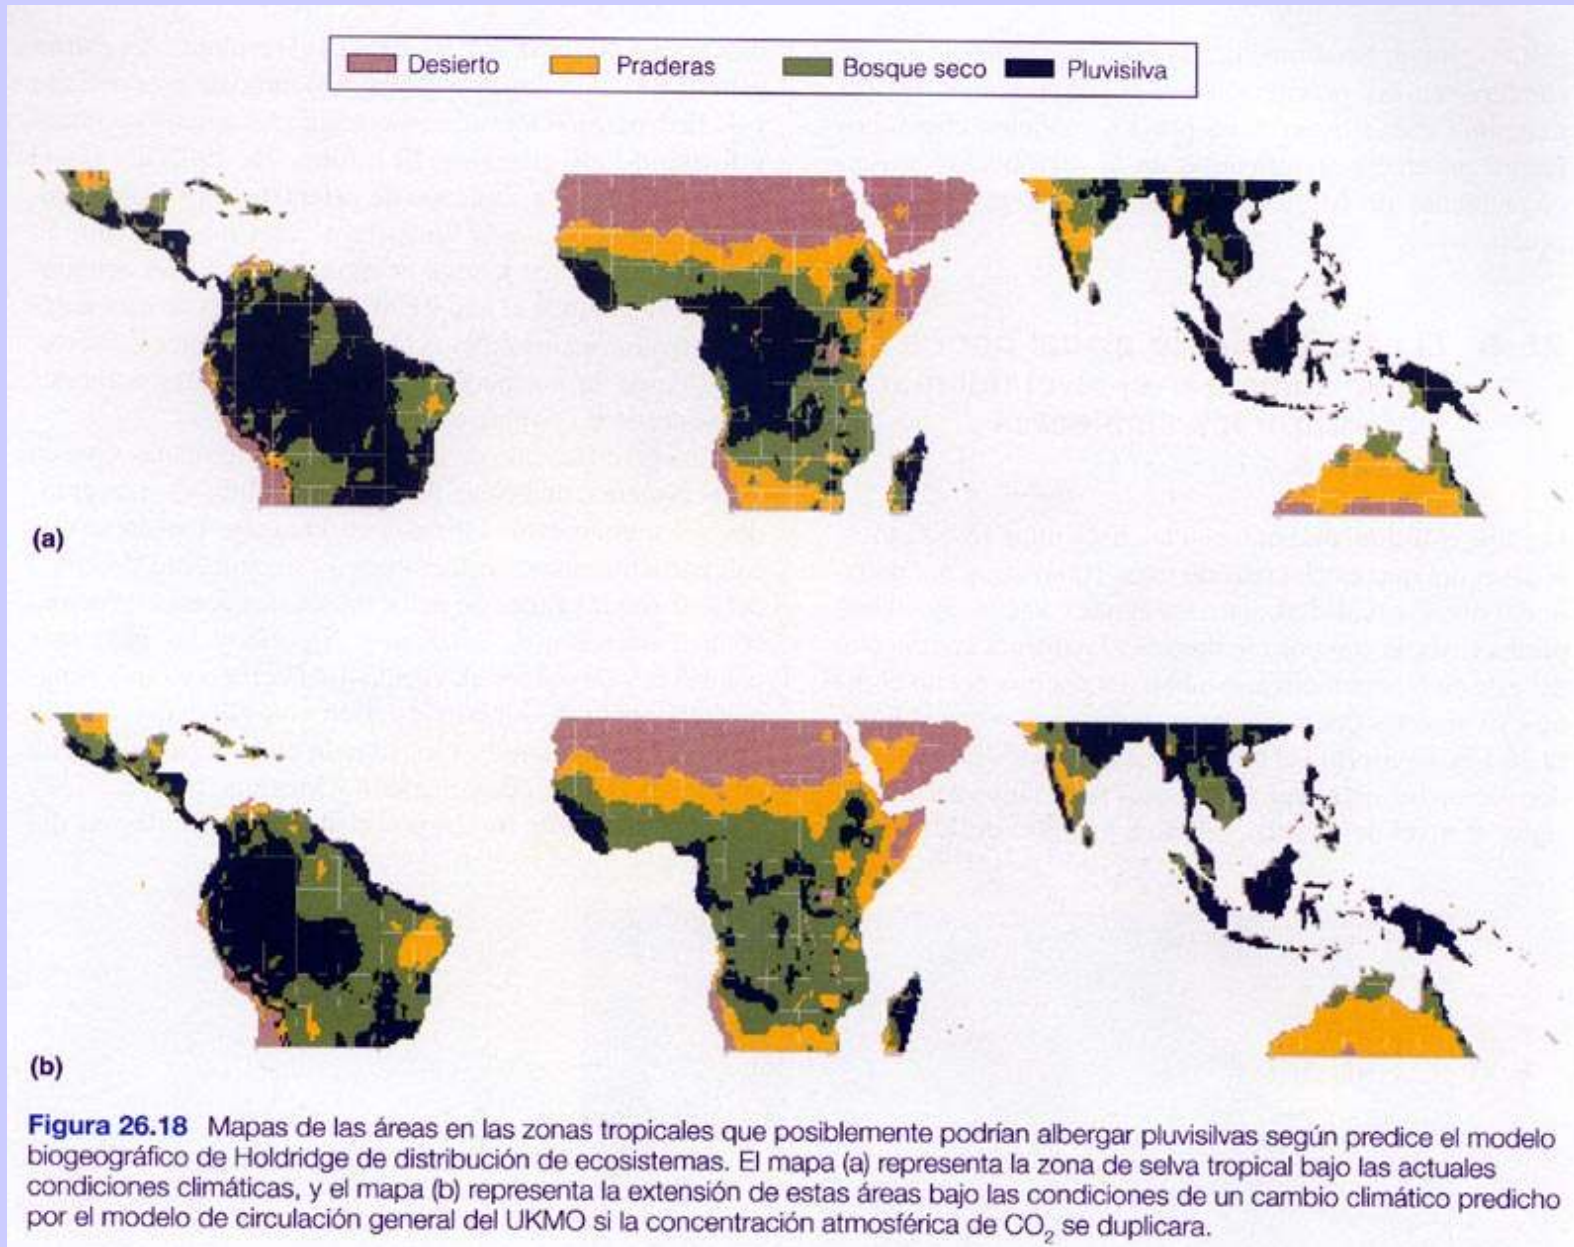 Desierto Praderas Bosque seco Pluvisilva
(a)
(b)
Figura 26.18 Mapas de las áreas en las zonas tropicales que posiblemente podrían albergar pluvisilvas según predice el modelo
biogeográfico de Holdridge de distribución de ecosistemas. El mapa (a) representa la zona de selva tropical bajo las actuales
condiciones climáticas, y el mapa (b) representa la extensión de estas áreas bajo las condiciones de un cambio climático predicho
por el modelo de circulación general del UKMO si la concentración atmosférica de CO₂ se duplicara.